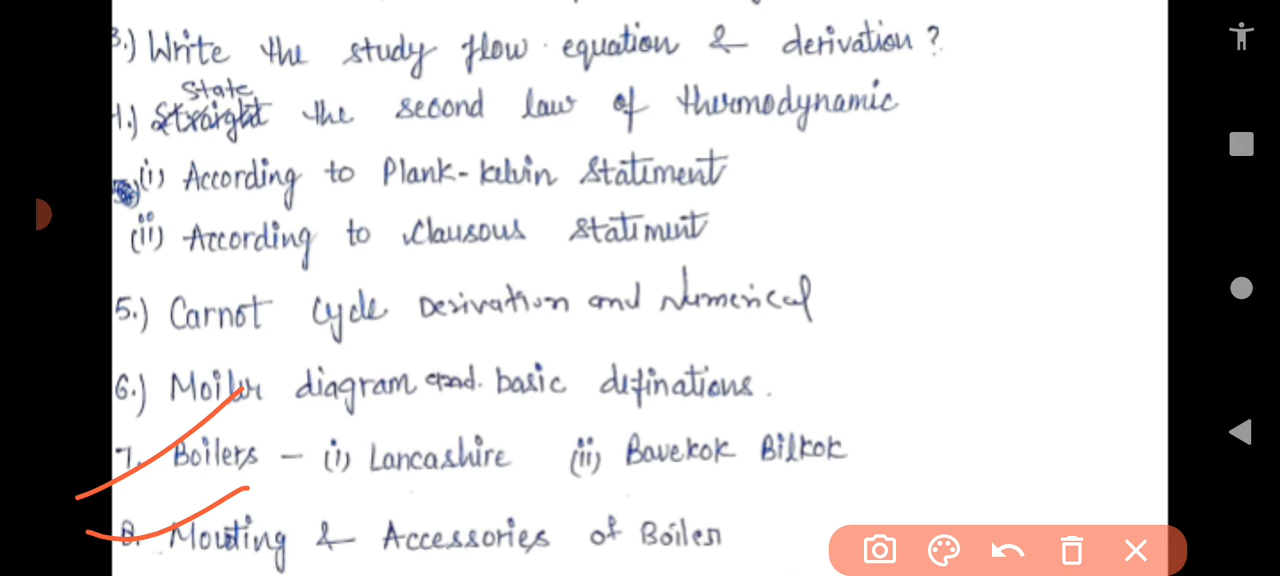 3.) Write the study flow equation & derivation ?
State
4.) Straight the second law of thermodynamic
(i) According to Plank-kelvin Statiment
(ii) According to Clausous Statiment
5.) Carnot Cycle Derivation and Numerical
6.) Moiler diagram and basic definations.
7. Boilers - (i) Lancashire (ii) Bavekok Bilkok
8. Mouting & Accessories of Boiler